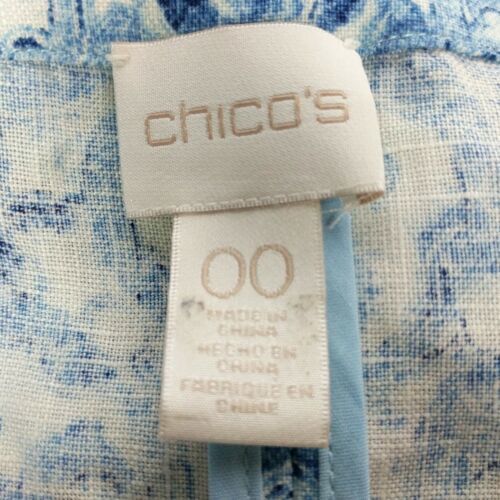 chico's
00
MADE IN
CHINA
HECHO EN
CHINA
FABRIQUE EN
CHINE